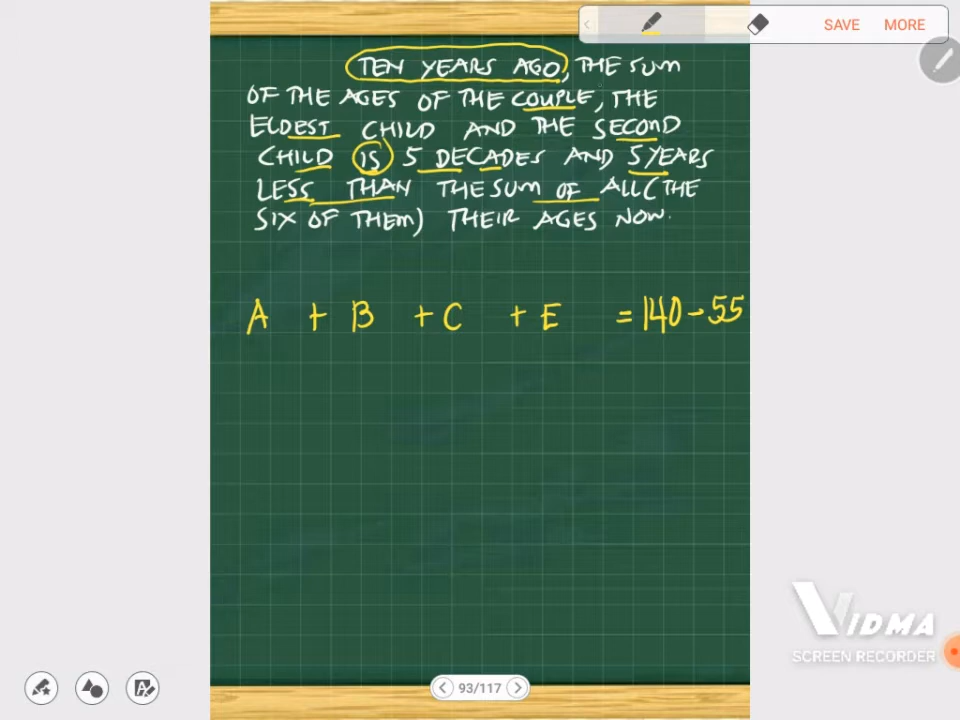 SAVE MORE
TEN YEARS AGO, THE SUM
OF THE AGES OF THE COUPLE, THE
ELDEST CHILD AND THE SECOND
CHILD IS 5 DECADES AND 5 YEARS
LESS THAN THE SUM OF ALL (THE
SIX OF THEM) THEIR AGES NOW.
A + B + C + E = 140 - 55
VIDMA
SCREEN RECORDER
93/117